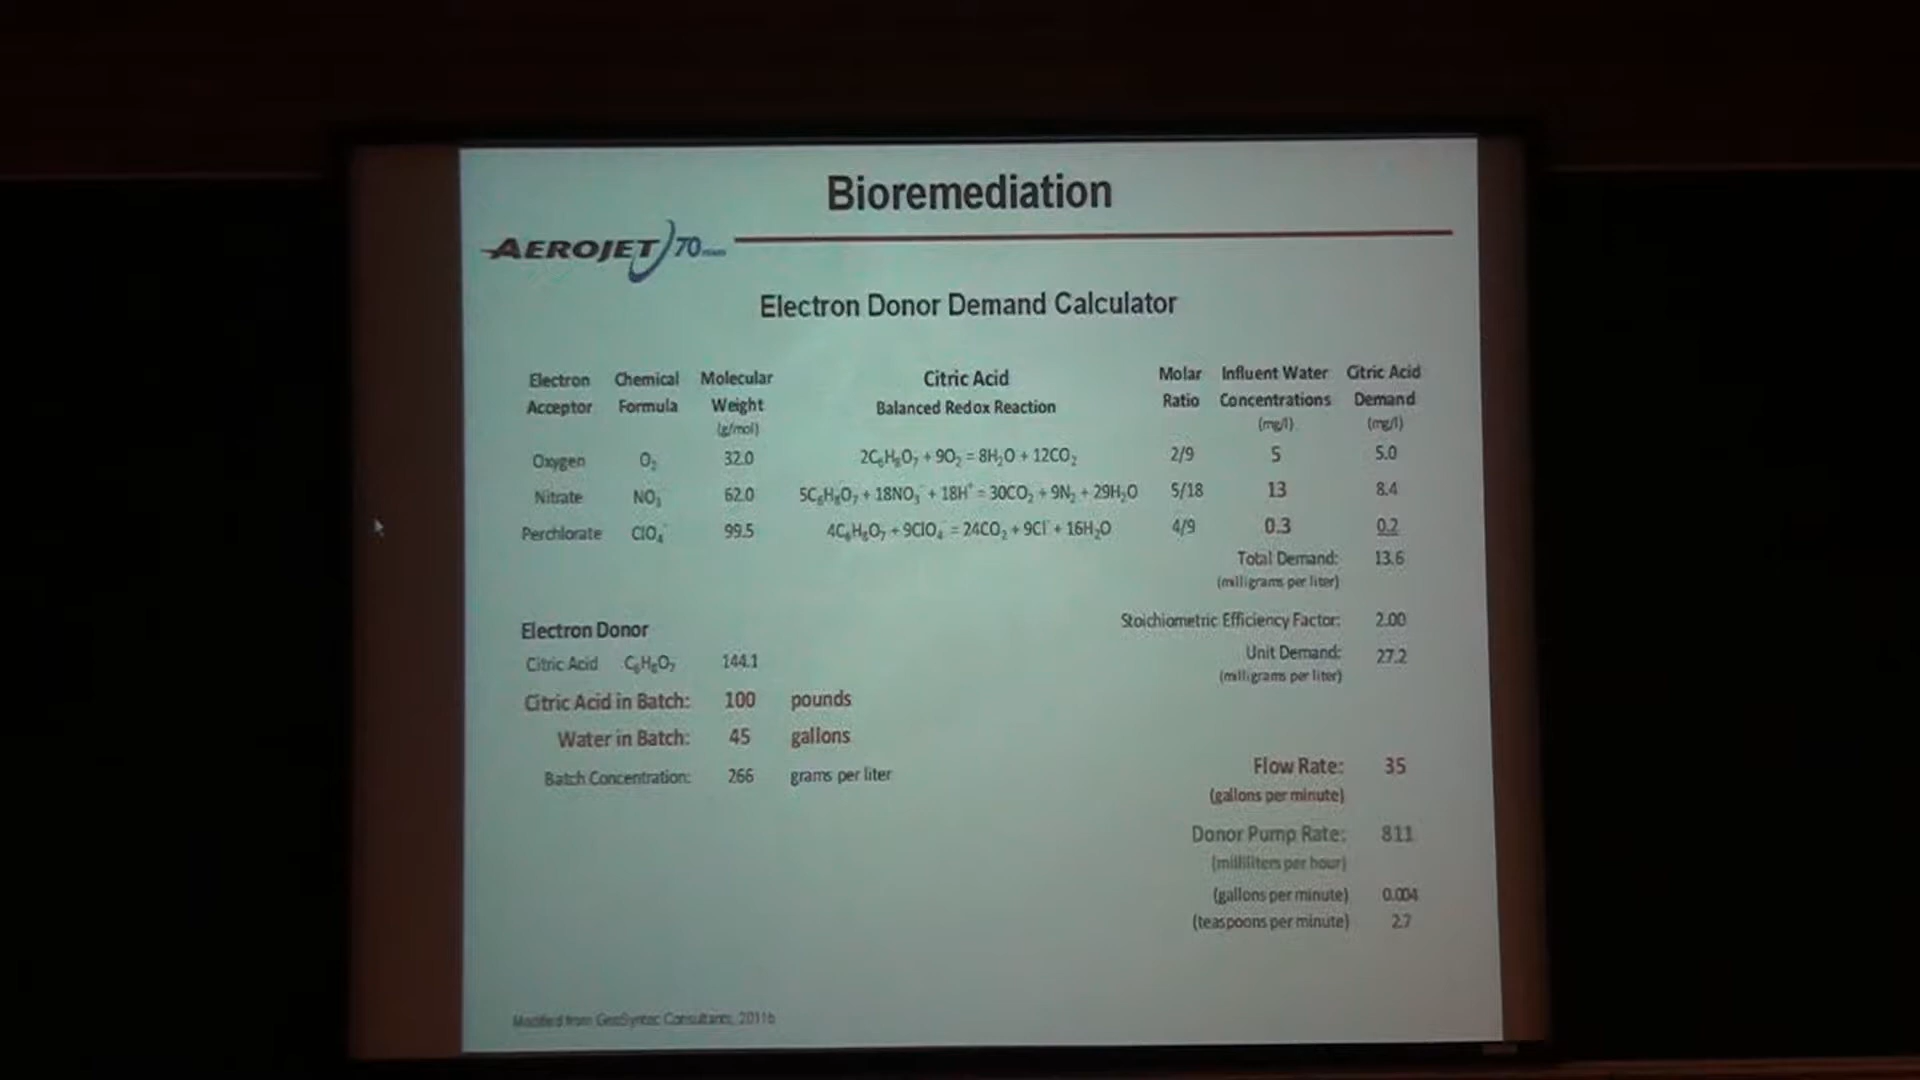 Bioremediation
AEROJET 70 YEARS
Electron Donor Demand Calculator
Electron Acceptor Chemical Formula Molecular Weight (g/mol) Citric Acid Balanced Redox Reaction Molar Ratio Influent Water Concentrations (mg/l) Citric Acid Demand (mg/l)
Oxygen O₂ 32.0 2C₆H₈O₇ + 9O₂ = 8H₂O + 12CO₂ 2/9 5 5.0
Nitrate NO₃⁻ 62.0 5C₆H₈O₇ + 18NO₃⁻ + 18H⁺ = 30CO₂ + 9N₂ + 29H₂O 5/18 13 8.4
Perchlorate ClO₄⁻ 99.5 4C₆H₈O₇ + 9ClO₄⁻ = 24CO₂ + 9Cl⁻ + 16H₂O 4/9 0.3 0.2
Total Demand: 13.6
(milligrams per liter)
Stoichiometric Efficiency Factor: 2.00
Unit Demand: 27.2
(milligrams per liter)
Electron Donor
Citric Acid C₆H₈O₇ 144.1
Citric Acid in Batch: 100 pounds
Water in Batch: 45 gallons
Batch Concentration: 266 grams per liter
Flow Rate: 35
(gallons per minute)
Donor Pump Rate: 811
(milliliters per hour)
(gallons per minute) 0.004
(teaspoons per minute) 2.7
Modified from GeoSyntec Consultants, 2011b